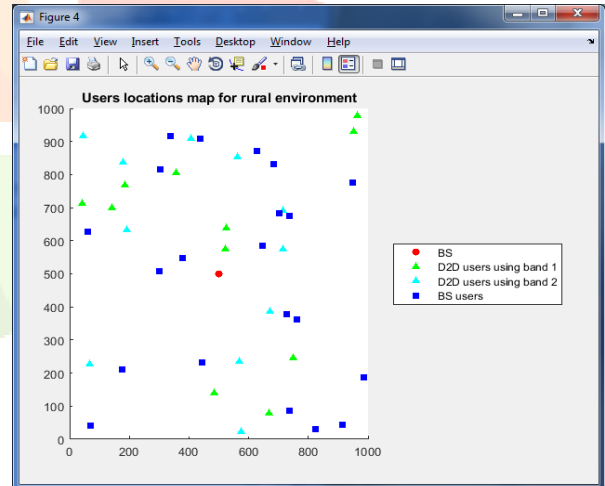 Figure 4
File Edit View Insert Tools Desktop Window Help
Users locations map for rural environment
1000
900
800
700
600
500
400
300
200
100
0
0 200 400 600 800 1000
BS
D2D users using band 1
D2D users using band 2
BS users